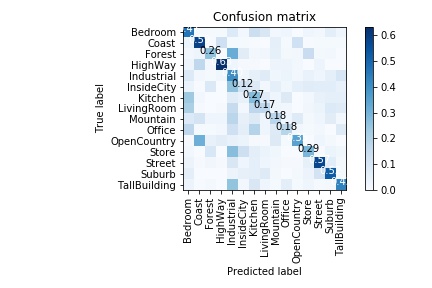 Confusion matrix
True label
Bedroom
Coast
Forest
HighWay
Industrial
InsideCity
Kitchen
LivingRoom
Mountain
Office
OpenCountry
Store
Street
Suburb
TallBuilding
0.26
0.12
0.27
0.17
0.18
0.18
0.29
Bedroom
Coast
Forest
HighWay
Industrial
InsideCity
Kitchen
LivingRoom
Mountain
Office
OpenCountry
Store
Street
Suburb
TallBuilding
Predicted label
0.6
0.5
0.4
0.3
0.2
0.1
0.0